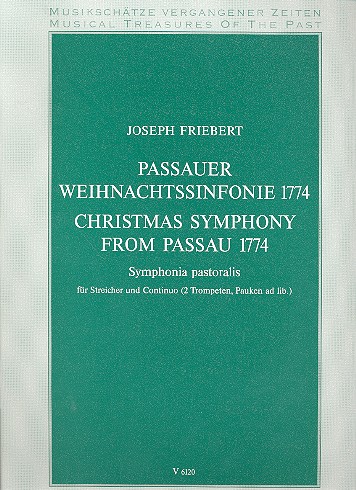 MUSIKSCHÄTZE VERGANGENER ZEITEN
MUSICAL TREASURES OF THE PAST
JOSEPH FRIEBERT
PASSAUER
WEIHNACHTSSINFONIE 1774
CHRISTMAS SYMPHONY
FROM PASSAU 1774
Symphonia pastoralis
für Streicher und Continuo (2 Trompeten, Pauken ad lib.)
V 6120